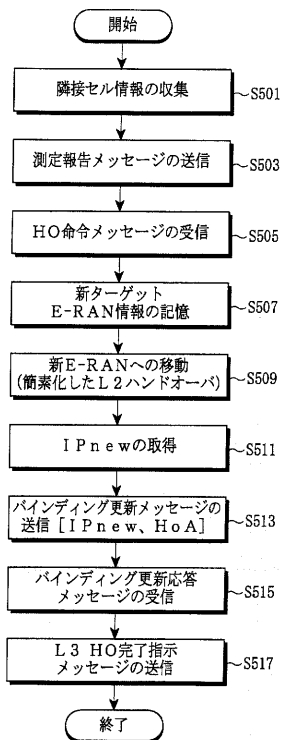 開始
隣接セル情報の収集
S501
測定報告メッセージの送信
S503
HO命令メッセージの受信
S505
新ターゲット
E-RAN情報の記憶
S507
新E-RANへの移動
(簡素化したL2ハンドオーバ)
S509
IPnewの取得
S511
バインディング更新メッセージの
送信[IPnew、HoA]
S513
バインディング更新応答
メッセージの受信
S515
L3 HO完了指示
メッセージの送信
S517
終了